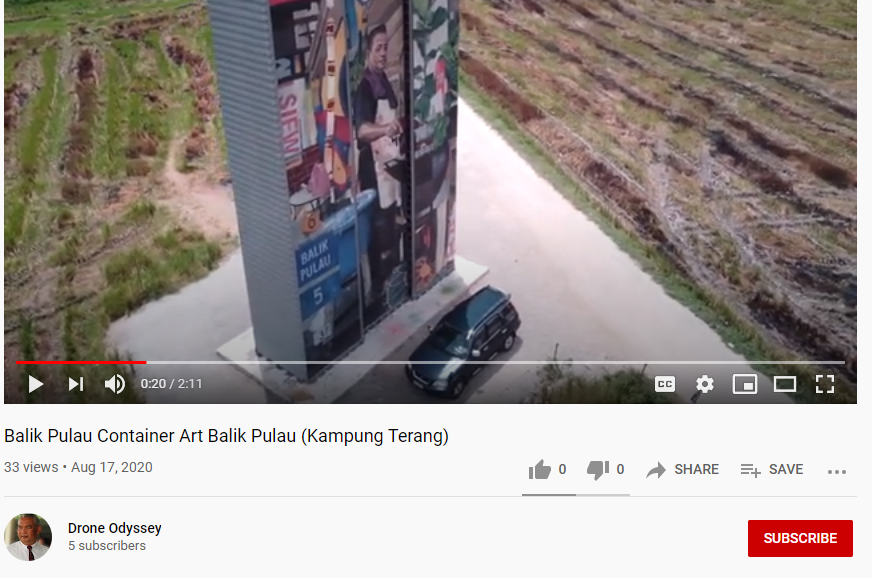 SIEM
BALIK
PULAU
5
0:20 / 2:11
CC
Balik Pulau Container Art Balik Pulau (Kampung Terang)
33 views • Aug 17, 2020
0
0
SHARE
SAVE
Drone Odyssey
5 subscribers
SUBSCRIBE